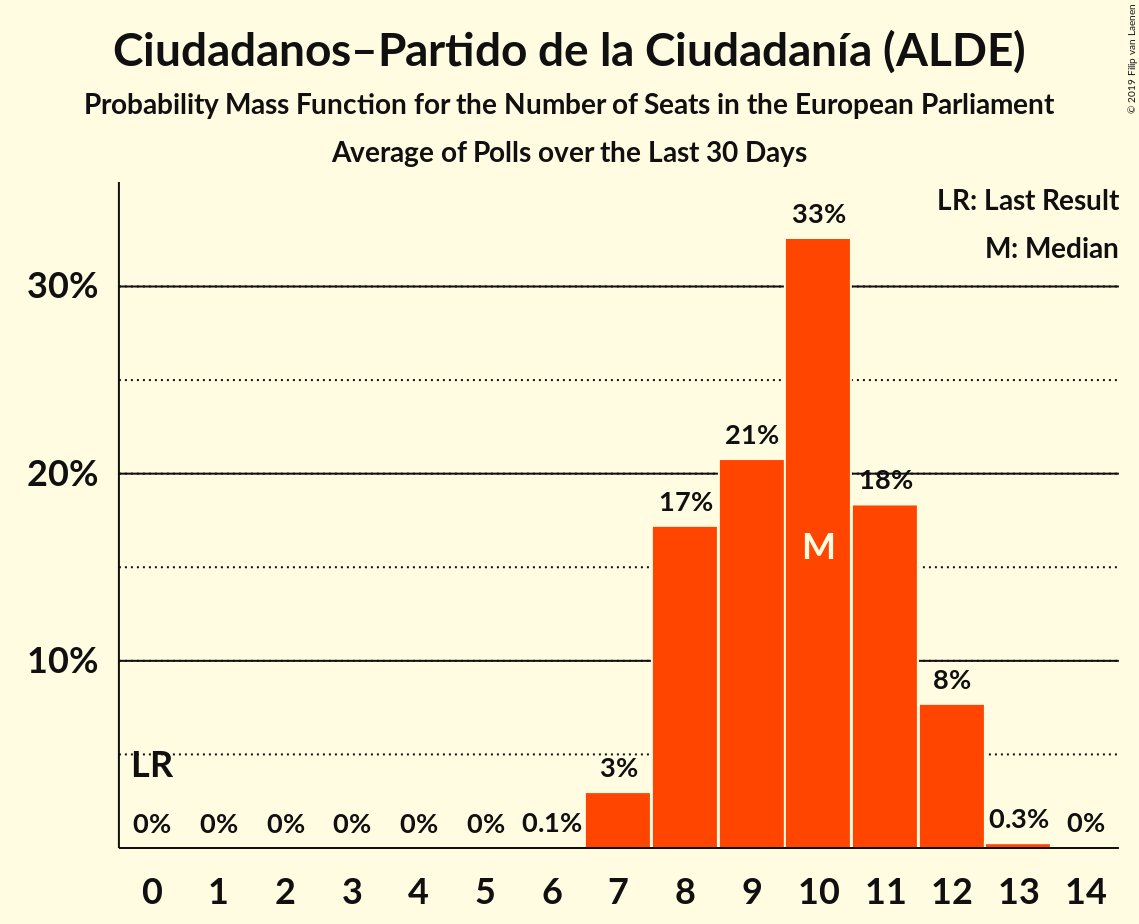 Ciudadanos–Partido de la Ciudadanía (ALDE)
Probability Mass Function for the Number of Seats in the European Parliament
Average of Polls over the Last 30 Days
© 2019 Filip van Laenen
LR: Last Result
M: Median
33%
30%
21%
20%
18%
17%
M
10%
8%
LR
3%
0% 0% 0% 0% 0% 0% 0.1% 0.3% 0%
0 1 2 3 4 5 6 7 8 9 10 11 12 13 14